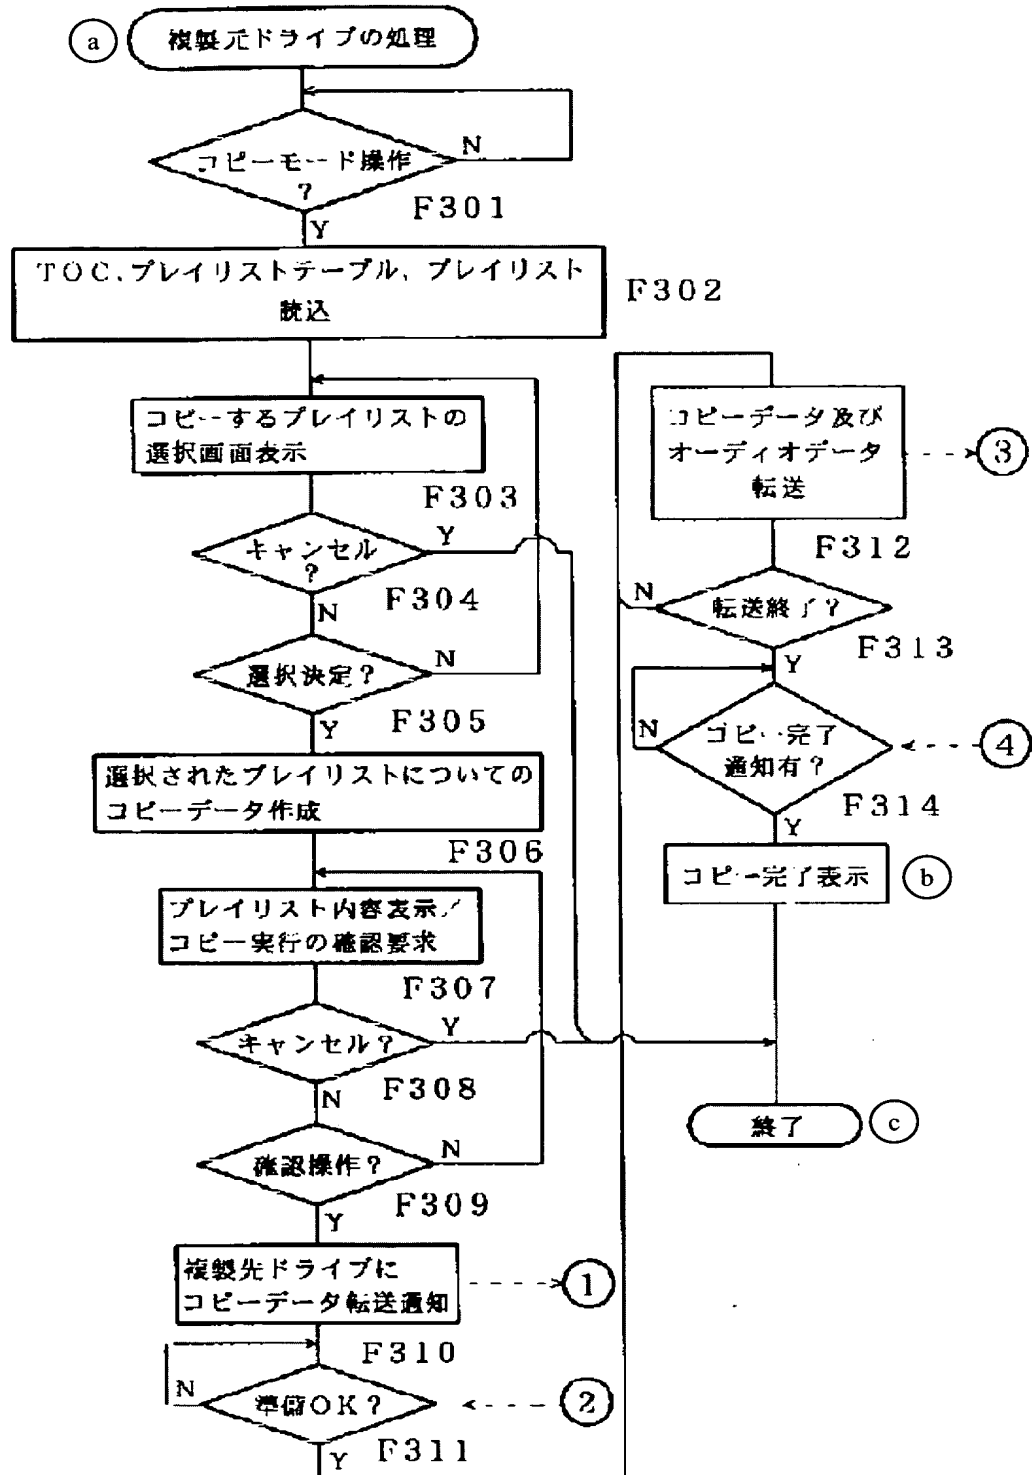 a
複製元ドライブの処理
コピーモード操作
?
N
F301
Y
TOC、プレイリストテーブル、プレイリスト
読込
F302
コピーするプレイリストの
選択画面表示
F303
キャンセル
?
Y
F304
N
選択決定?
N
F305
Y
選択されたプレイリストについての
コピーデータ作成
F306
プレイリスト内容表示/
コピー実行の確認要求
F307
キャンセル?
Y
F308
N
確認操作?
N
F309
Y
複製先ドライブに
コピーデータ転送通知
1
F310
準備OK?
N
2
F311
Y
コピーデータ及び
オーディオデータ
転送
3
F312
転送終了?
N
F313
Y
コピー完了
通知有?
N
4
F314
Y
コピー完了表示
b
終了
c